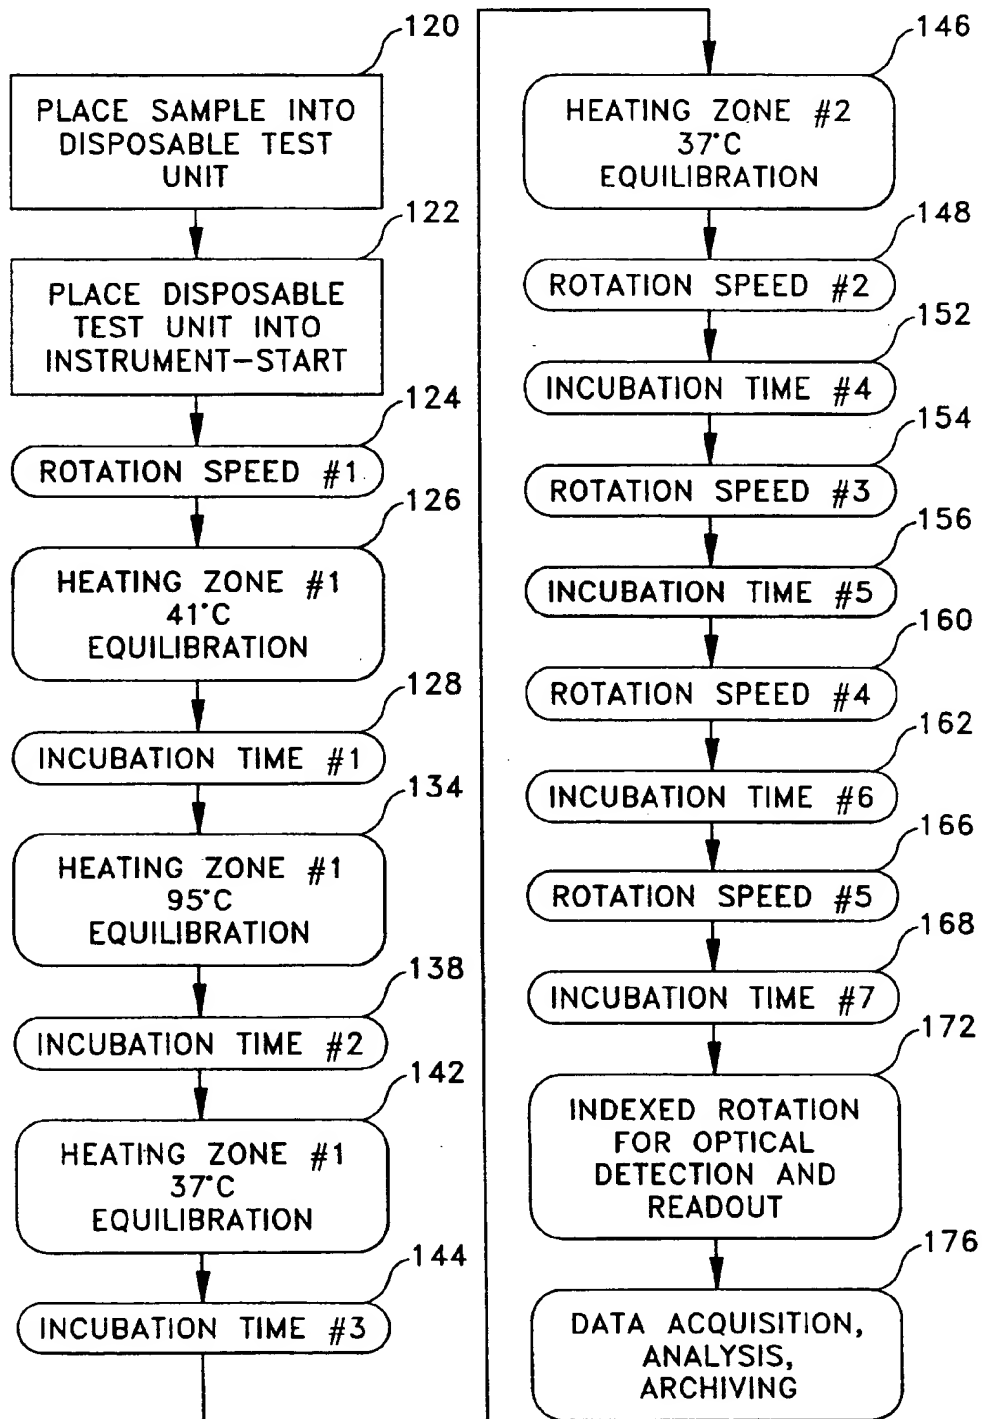 120
PLACE SAMPLE INTO
DISPOSABLE TEST
UNIT
122
PLACE DISPOSABLE
TEST UNIT INTO
INSTRUMENT-START
124
ROTATION SPEED #1
126
HEATING ZONE #1
41°C
EQUILIBRATION
128
INCUBATION TIME #1
134
HEATING ZONE #1
95°C
EQUILIBRATION
138
INCUBATION TIME #2
142
HEATING ZONE #1
37°C
EQUILIBRATION
144
INCUBATION TIME #3
146
HEATING ZONE #2
37°C
EQUILIBRATION
148
ROTATION SPEED #2
152
INCUBATION TIME #4
154
ROTATION SPEED #3
156
INCUBATION TIME #5
160
ROTATION SPEED #4
162
INCUBATION TIME #6
166
ROTATION SPEED #5
168
INCUBATION TIME #7
172
INDEXED ROTATION
FOR OPTICAL
DETECTION AND
READOUT
176
DATA ACQUISITION,
ANALYSIS,
ARCHIVING